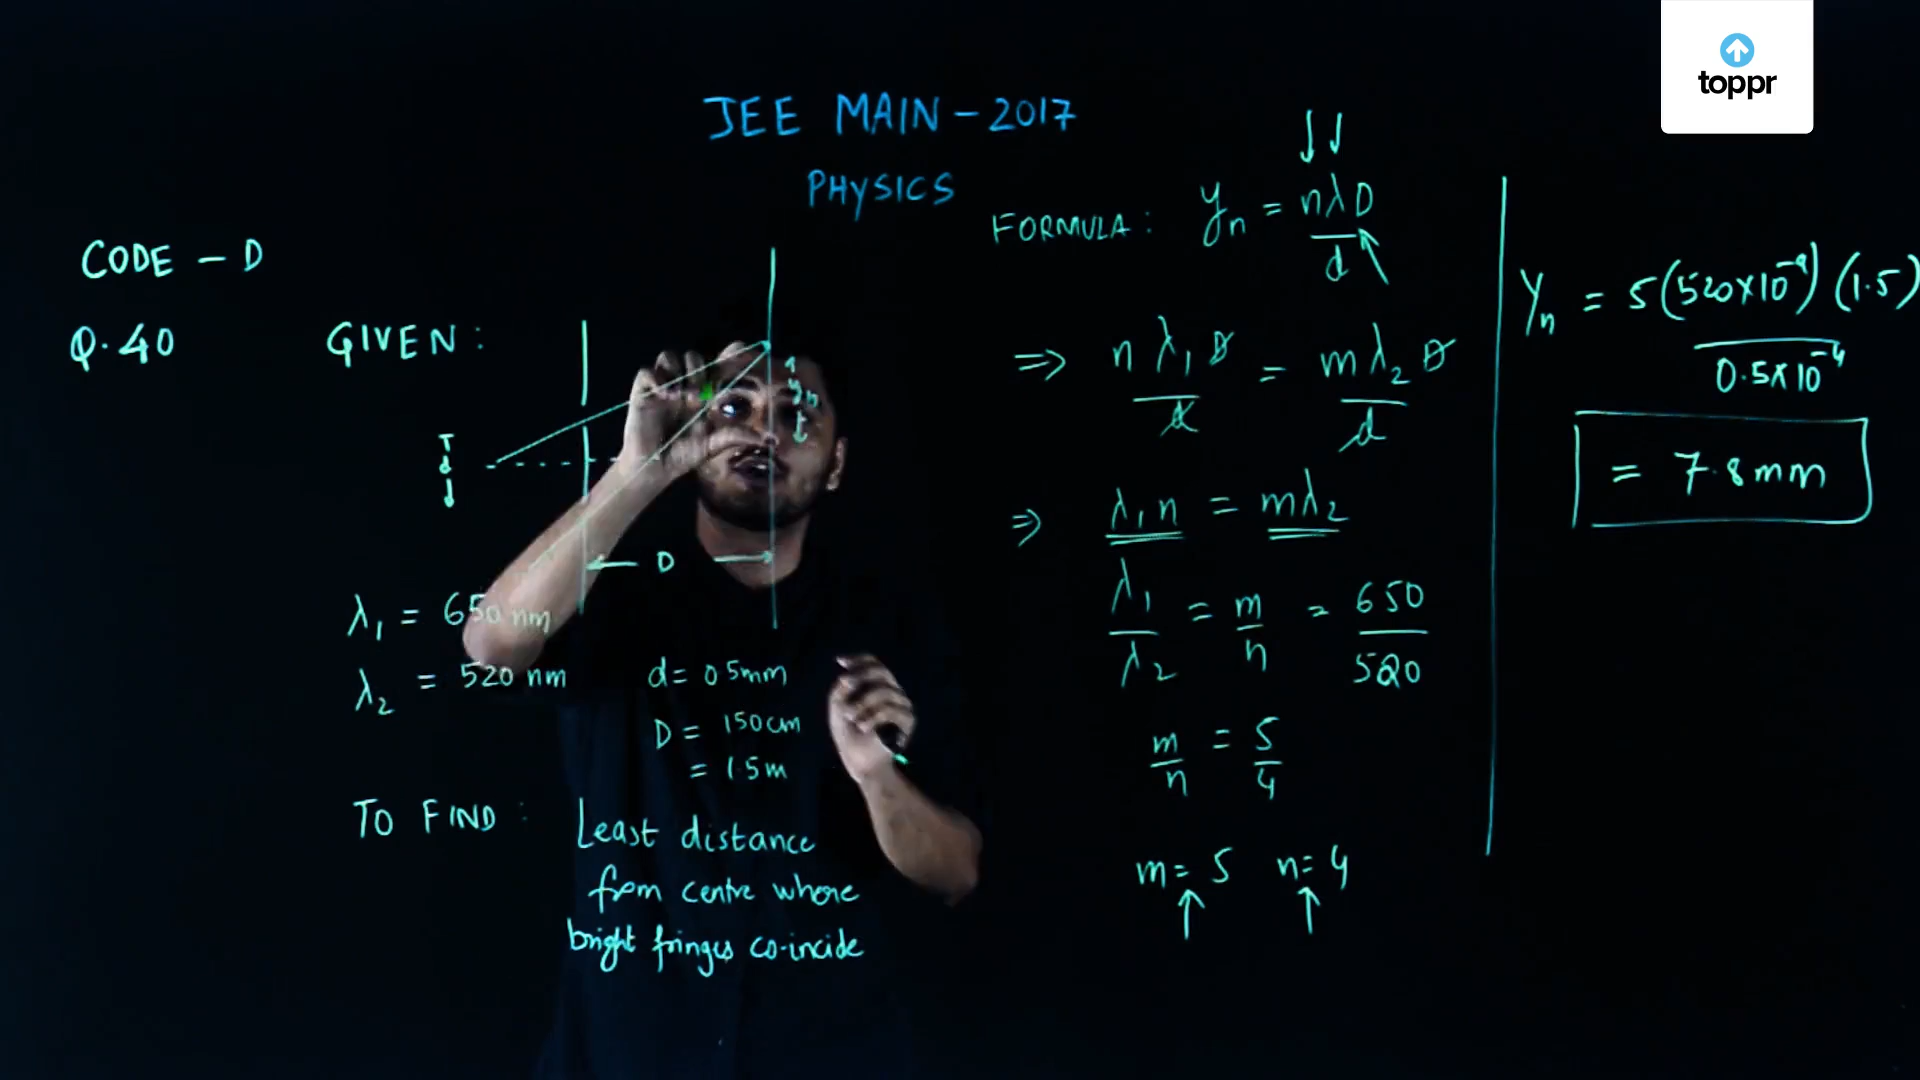 toppr
JEE MAIN - 2017
PHYSICS
CODE - D
Q.40
GIVEN:
d
D
yn
λ₁ = 650 nm
λ₂ = 520 nm
d = 0.5mm
D = 150cm
= 1.5m
TO FIND: Least distance
from centre where
bright fringes co-incide
FORMULA: yₙ = nλD/d
⇒ nλ₁D/d = mλ₂D/d
⇒ λ₁n = mλ₂
λ₁/λ₂ = m/n = 650/520
m/n = 5/4
m = 5 n = 4
yₙ = 5(520×10⁻⁹)(1.5)/0.5×10⁻⁴
= 7.8mm